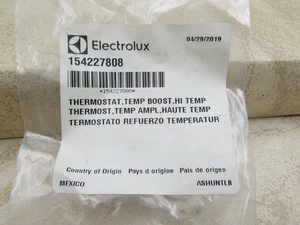 Electrolux
04/29/2019
154227808
*154227808*
THERMOSTAT,TEMP BOOST,HI TEMP
THERMOST,TEMP AMPL,HAUTE TEMP
TERMOSTATO REFUERZO TEMPERATUR
Country of Origin Pays d origine Pais de origen
MEXICO ASHUNTLB